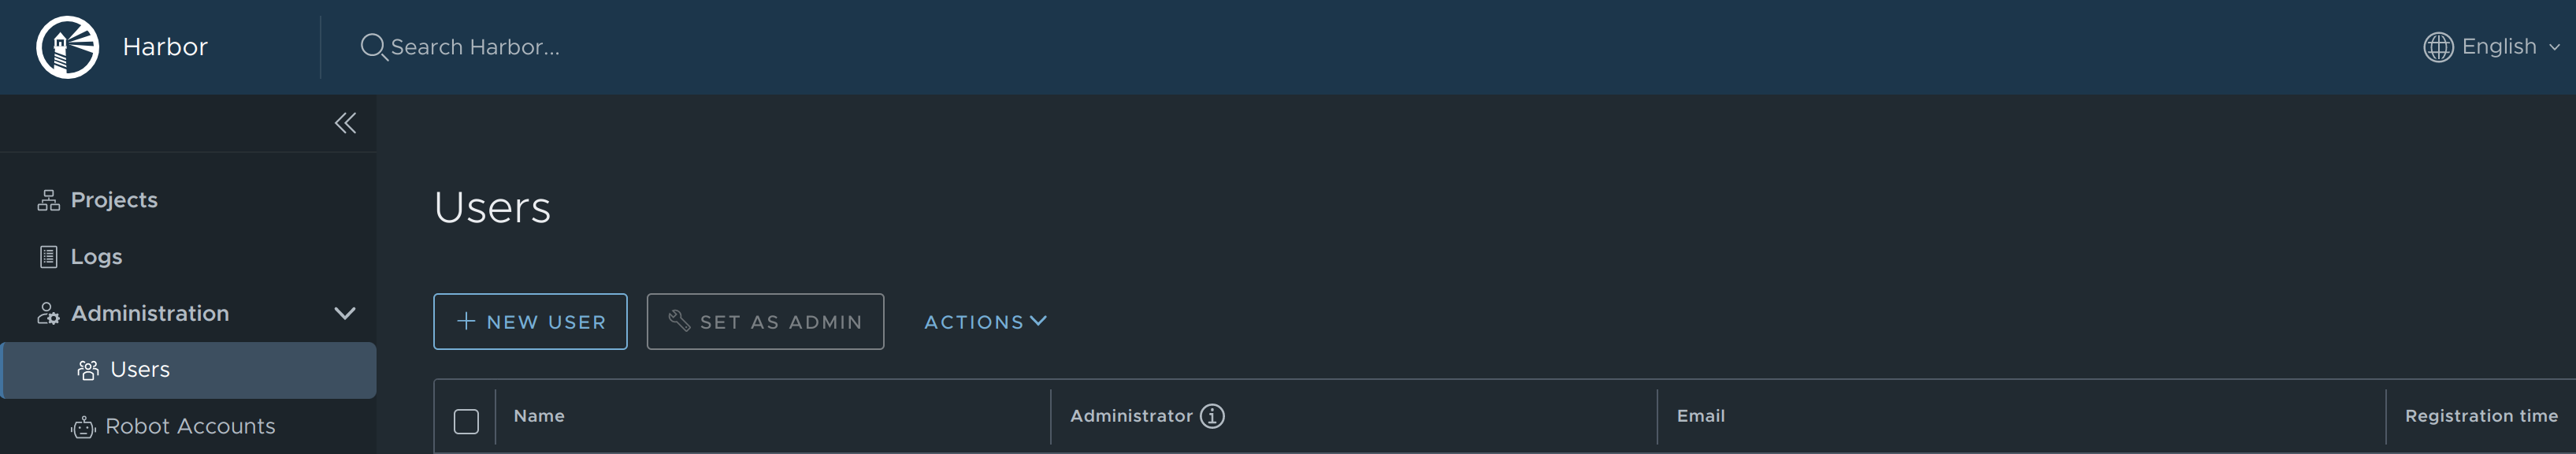 Harbor
Search Harbor...
English
Projects
Logs
Administration
Users
Robot Accounts
Users
NEW USER
SET AS ADMIN
ACTIONS
Name
Administrator
Email
Registration time